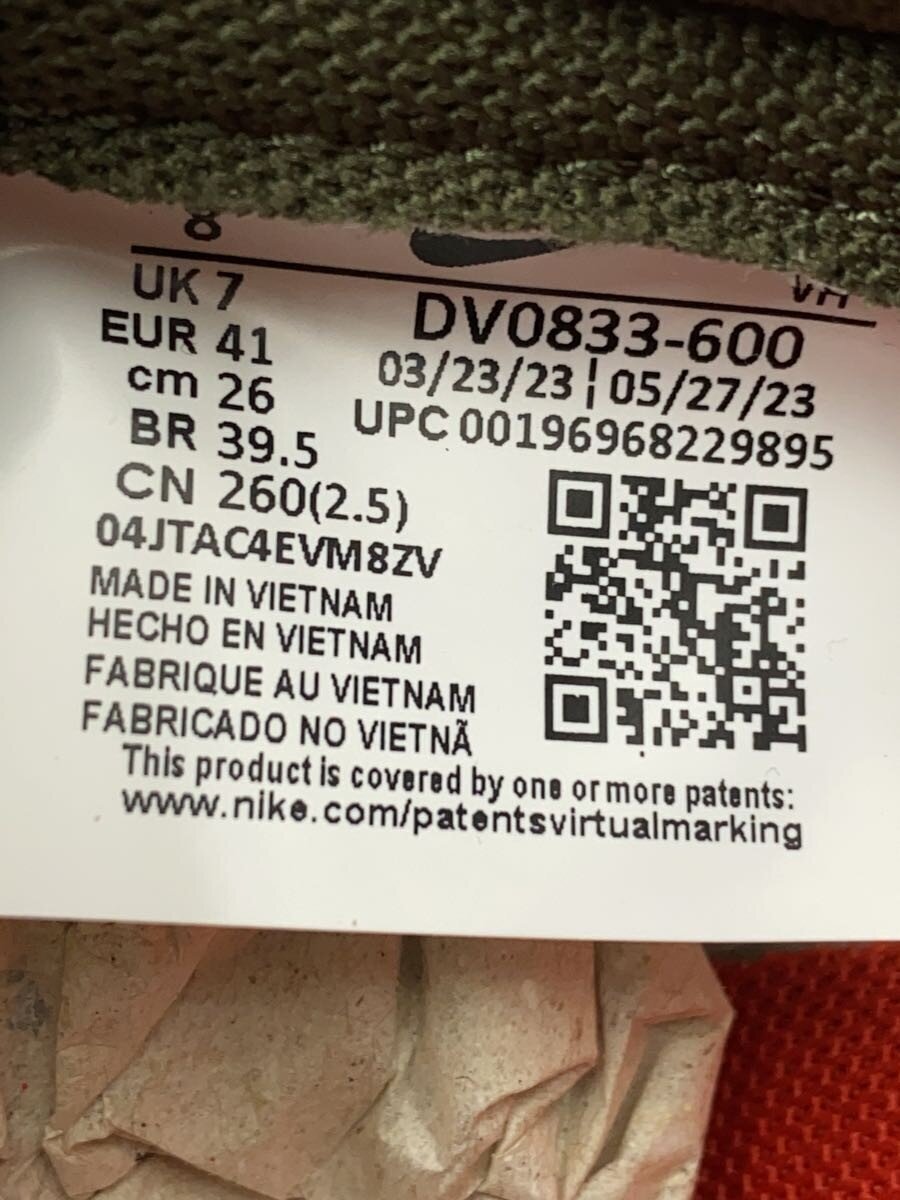 8
UK 7
EUR 41
cm 26
BR 39.5
CN 260(2.5)
04JTAC4EVM8ZV
VH
DV0833-600
03/23/23 ¦ 05/27/23
UPC 00196968229895
MADE IN VIETNAM
HECHO EN VIETNAM
FABRIQUE AU VIETNAM
FABRICADO NO VIETNÃ
This product is covered by one or more patents:
www.nike.com/patentsvirtualmarking